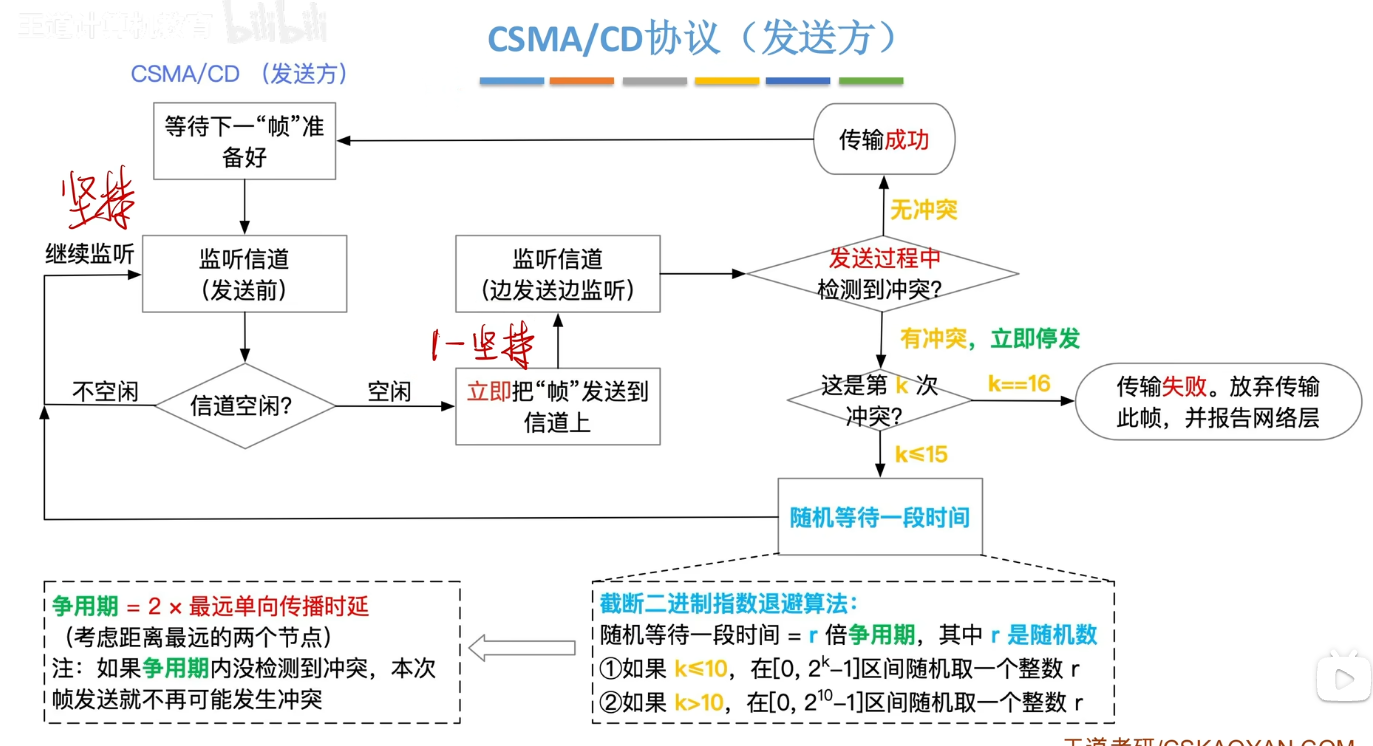 王道计算机教育 bilibili
CSMA/CD协议（发送方）
CSMA/CD （发送方）
等待下一“帧”准
备好
传输成功
坚持
无冲突
继续监听
监听信道
（发送前）
监听信道
（边发送边监听）
发送过程中
检测到冲突？
1-坚持
有冲突，立即停发
不空闲
信道空闲？
空闲
立即把“帧”发送到
信道上
这是第 k 次
冲突？
k==16
传输失败。放弃传输
此帧，并报告网络层
k≤15
随机等待一段时间
争用期 = 2 × 最远单向传播时延
（考虑距离最远的两个节点）
注：如果争用期内没检测到冲突，本次
帧发送就不再可能发生冲突
截断二进制指数退避算法：
随机等待一段时间 = r 倍争用期，其中 r 是随机数
①如果 k≤10，在[0, 2ᵏ–1]区间随机取一个整数 r
②如果 k>10，在[0, 2¹⁰–1]区间随机取一个整数 r
王道考研/CSKAOYAN.COM